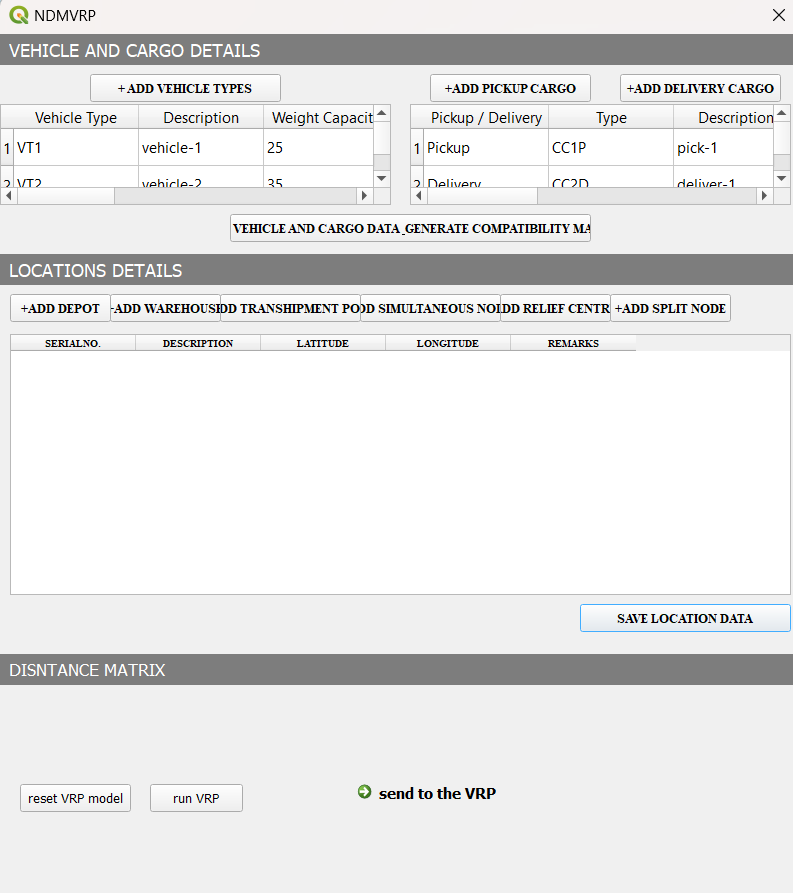 NDMVRP
VEHICLE AND CARGO DETAILS
+ ADD VEHICLE TYPES
+ADD PICKUP CARGO
+ADD DELIVERY CARGO
Vehicle Type Description Weight Capacit
1 VT1 vehicle-1 25
2 VT2 vehicle-2 35
Pickup / Delivery Type Description
1 Pickup CC1P pick-1
2 Delivery CC2D deliver-1
VEHICLE AND CARGO DATA_GENERATE COMPATIBILITY MA
LOCATIONS DETAILS
+ADD DEPOT +ADD WAREHOUSE DD TRANSHIPMENT PO DD SIMULTANEOUS NOD DD RELIEF CENTR +ADD SPLIT NODE
SERIALNO. DESCRIPTION LATITUDE LONGITUDE REMARKS
SAVE LOCATION DATA
DISNTANCE MATRIX
reset VRP model
run VRP
send to the VRP